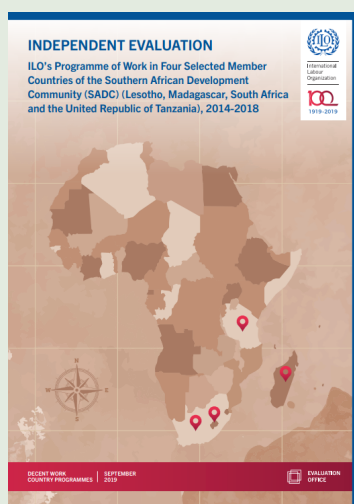 INDEPENDENT EVALUATION
ILO's Programme of Work in Four Selected Member
Countries of the Southern African Development
Community (SADC) (Lesotho, Madagascar, South Africa
and the United Republic of Tanzania), 2014-2018
International
Labour
Organization
100
1919-2019
N
W
E
S
DECENT WORK
COUNTRY PROGRAMMES
SEPTEMBER
2019
EVALUATION
OFFICE